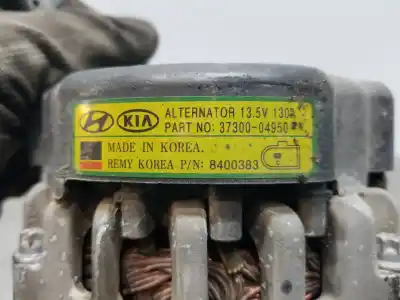 KIA ALTERNATOR 13.5V 130A
PART NO: 37300-04950
MADE IN KOREA.
REMY KOREA P/N: 8400383